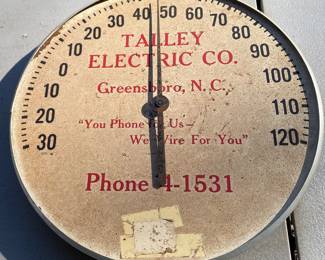 30 20 10 0 10 20 30 40 50 60 70 80 90 100 110 120
TALLEY
ELECTRIC CO.
Greensboro, N.C.
"You Phone for Us—
We Wire For You"
Phone 4-1531